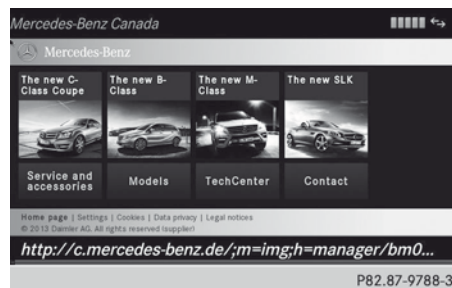 Mercedes-Benz Canada
Mercedes-Benz
The new C-
Class Coupe
The new B-
Class
The new M-
Class
The new SLK
Service and
accessories
Models
TechCenter
Contact
Home page | Settings | Cookies | Data privacy | Legal notices
© 2013 Daimler AG. All rights reserved (supplier)
http://c.mercedes-benz.de/;m=img;h=manager/bm0...
P82.87-9788-3